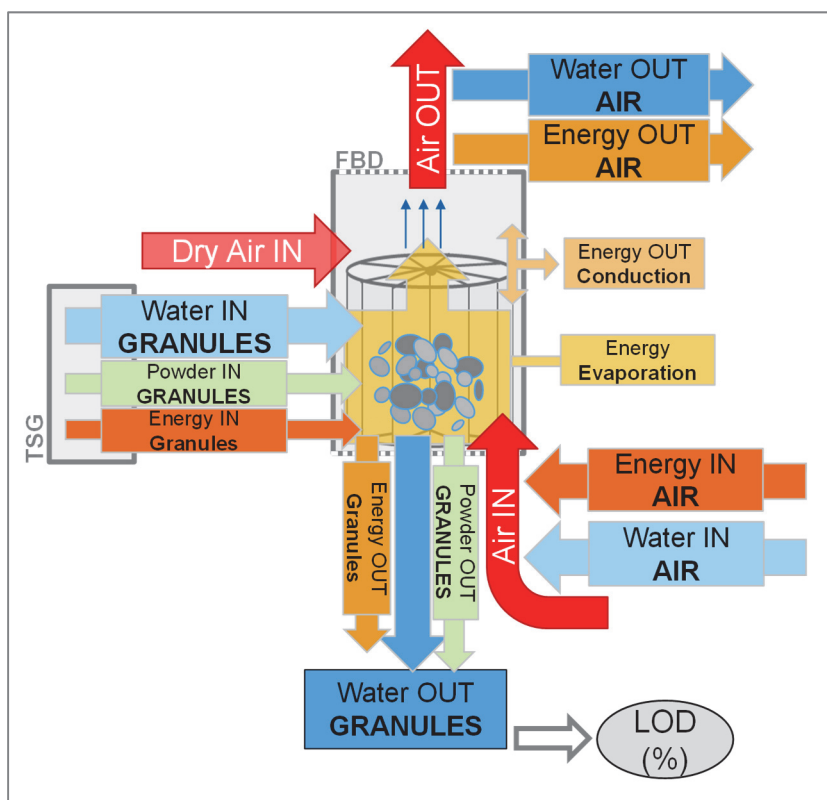 Water OUT
AIR
Energy OUT
AIR
Air OUT
FBD
Dry Air IN
Energy OUT
Conduction
Water IN
GRANULES
Powder IN
GRANULES
Energy IN
Granules
TSG
Energy
Evaporation
Energy OUT
Granules
Powder OUT
GRANULES
Air IN
Energy IN
AIR
Water IN
AIR
Water OUT
GRANULES
LOD
(%)